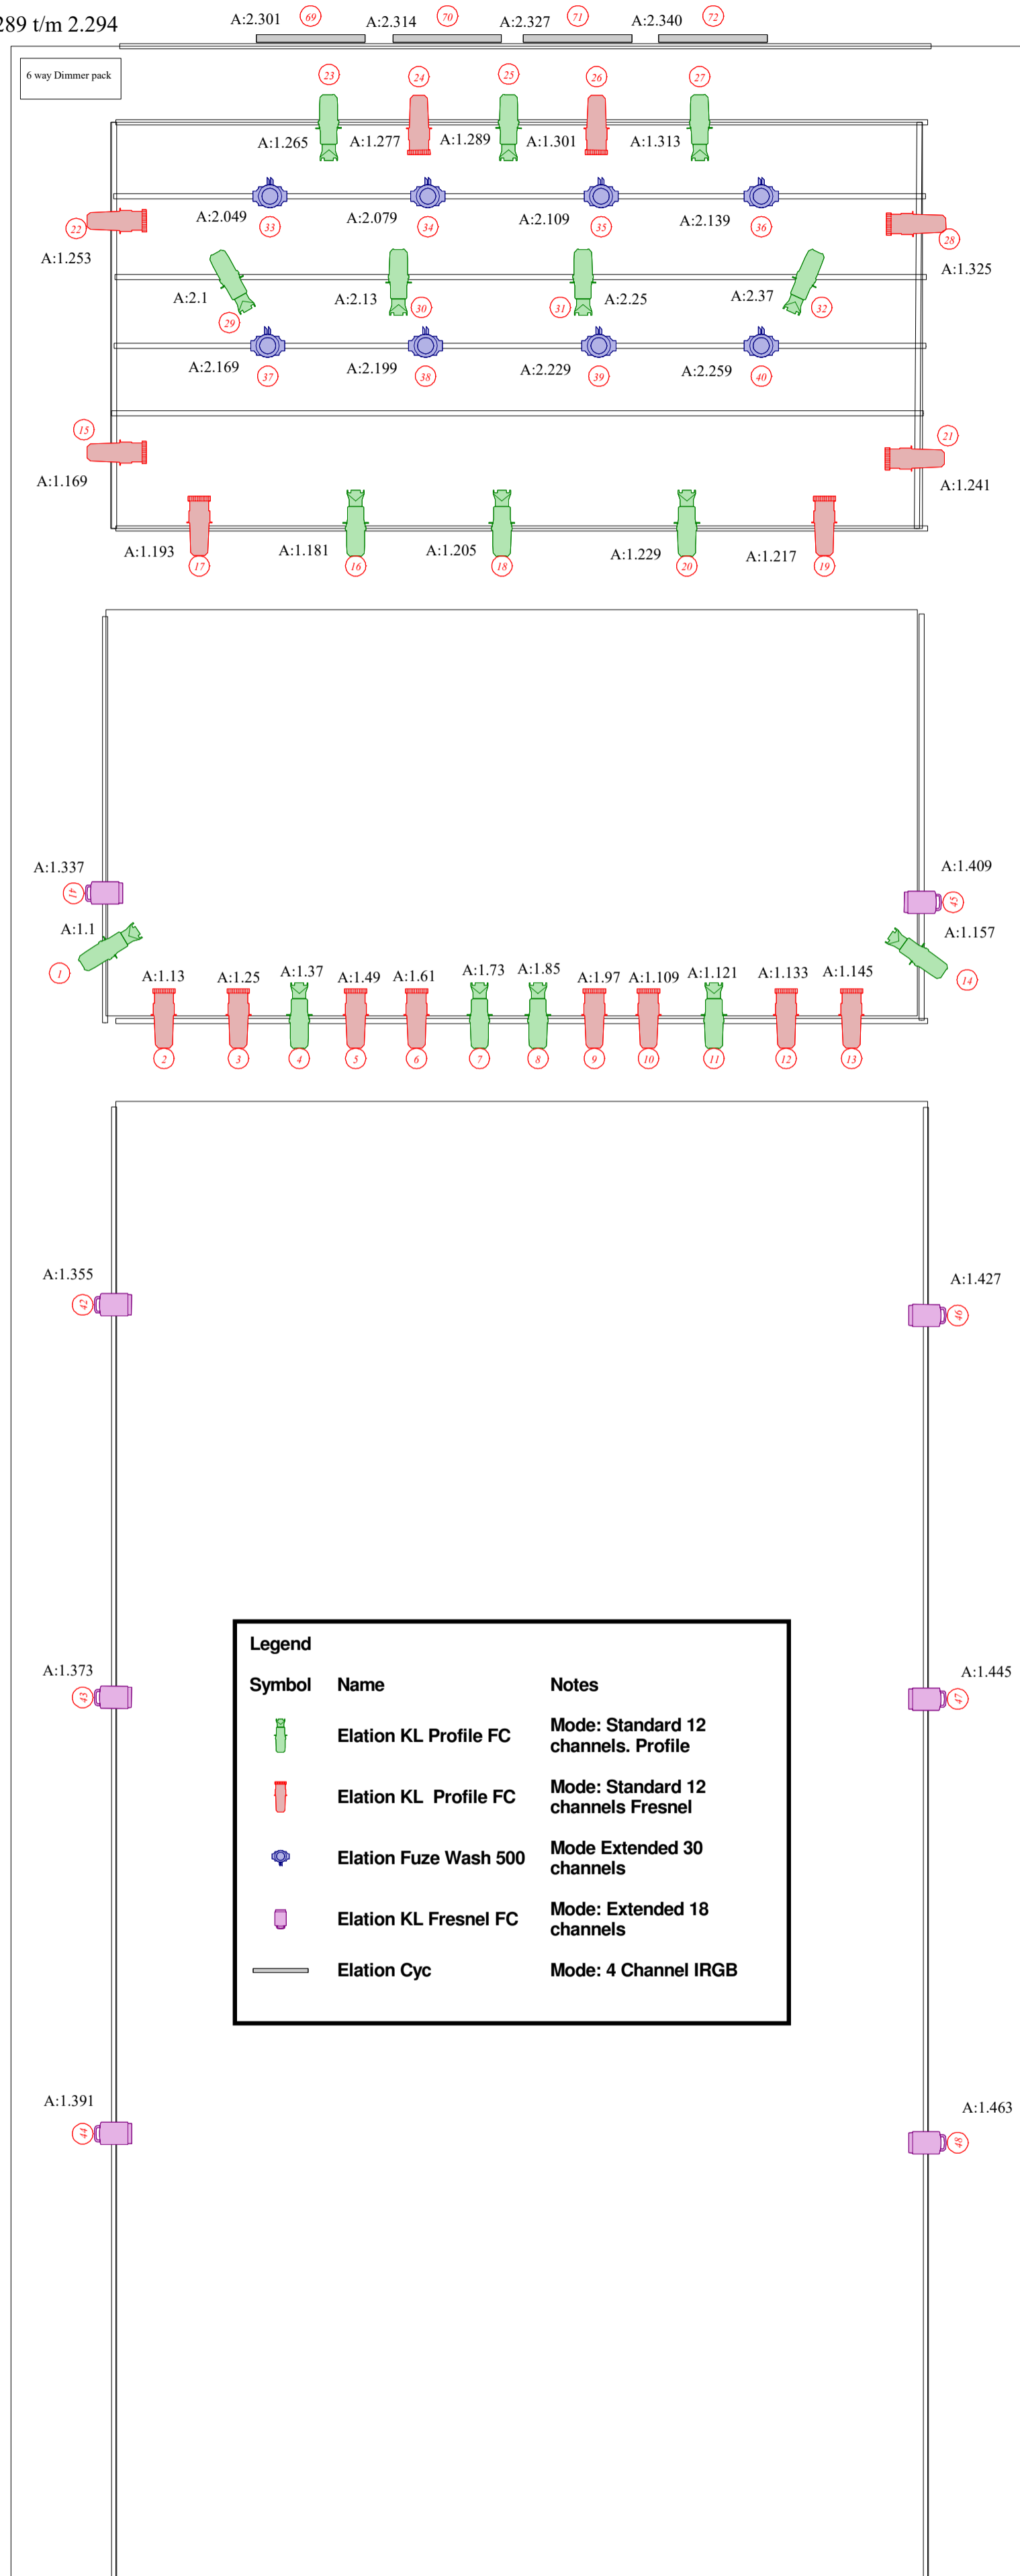 289 t/m 2.294
A:2.301 69 A:2.314 70 A:2.327 71 A:2.340 72
6 way Dimmer pack
23 24 25 26 27
A:1.265 A:1.277 A:1.289 A:1.301 A:1.313
A:2.049 A:2.079 A:2.109 A:2.139
22 33 34 35 36 28
A:1.253 A:1.325
A:2.1 A:2.13 A:2.25 A:2.37
29 30 31 32
A:2.169 A:2.199 A:2.229 A:2.259
37 38 39 40
15 21
A:1.169 A:1.241
A:1.193 A:1.181 A:1.205 A:1.229 A:1.217
17 16 18 20 19
A:1.337 A:1.409
41 45
A:1.1 A:1.157
1 14
A:1.13 A:1.25 A:1.37 A:1.49 A:1.61 A:1.73 A:1.85 A:1.97 A:1.109 A:1.121 A:1.133 A:1.145
2 3 4 5 6 7 8 9 10 11 12 13
A:1.355 A:1.427
42 46
A:1.373 A:1.445
43 47
Legend
Symbol Name Notes
Elation KL Profile FC Mode: Standard 12
channels. Profile
Elation KL Profile FC Mode: Standard 12
channels Fresnel
Elation Fuze Wash 500 Mode Extended 30
channels
Elation KL Fresnel FC Mode: Extended 18
channels
Elation Cyc Mode: 4 Channel IRGB
A:1.391 A:1.463
44 48